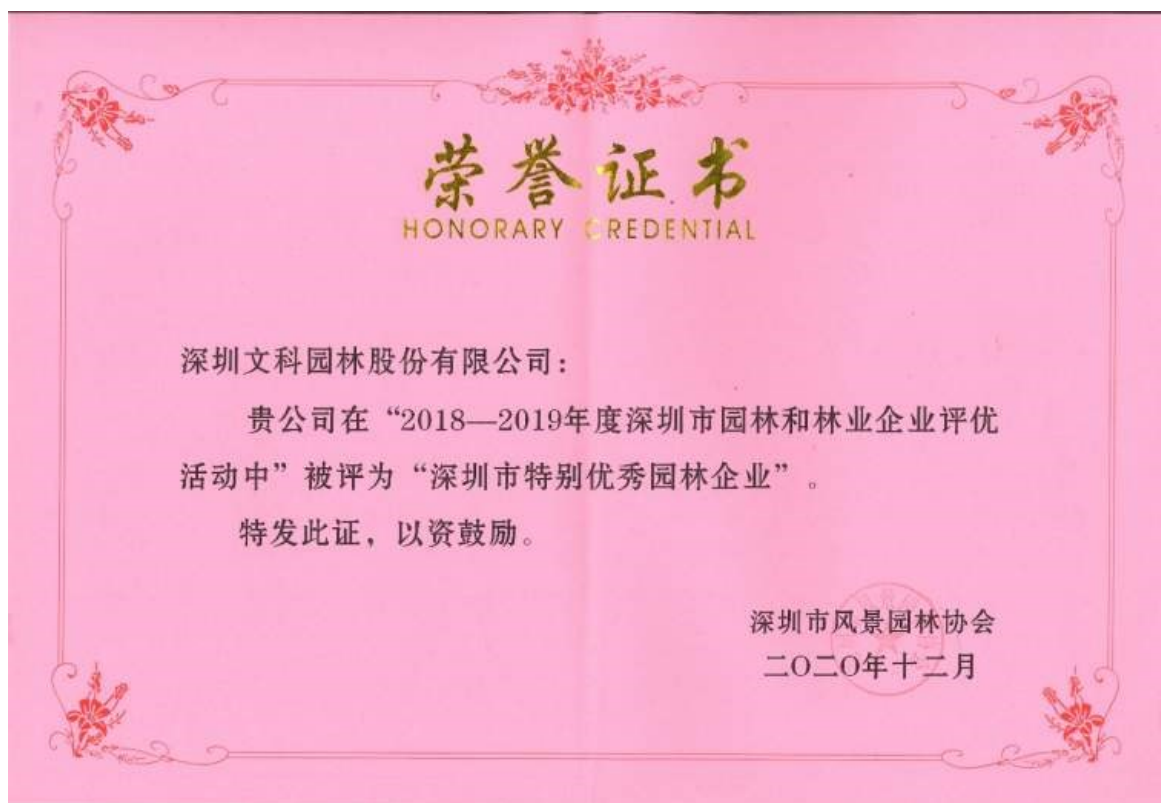 荣誉证书
HONORARY CREDENTIAL
深圳文科园林股份有限公司：
贵公司在“2018—2019年度深圳市园林和林业企业评优
活动中”被评为“深圳市特别优秀园林企业”。
特发此证，以资鼓励。
深圳市风景园林协会
二〇二〇年十二月